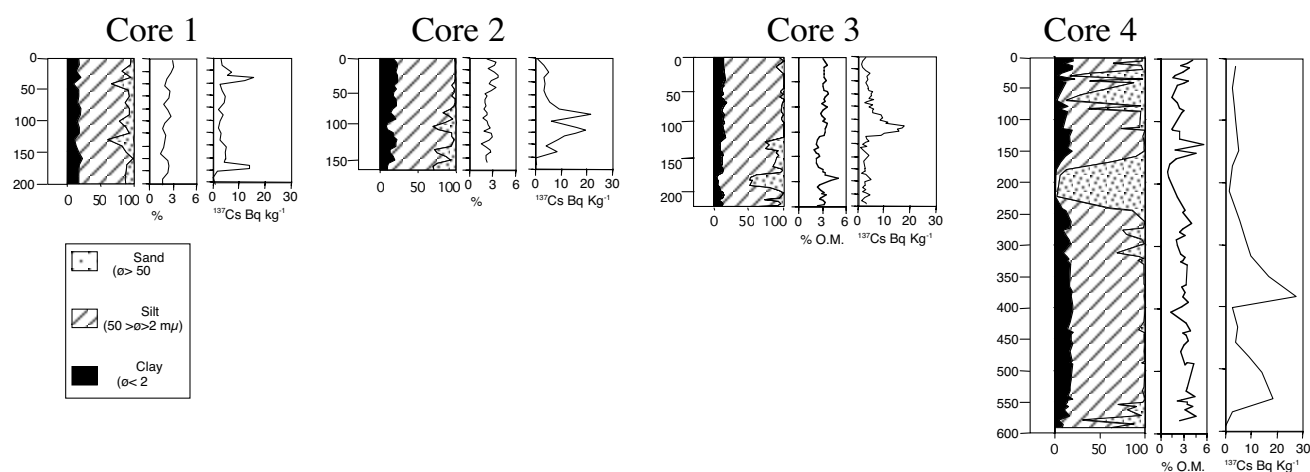 Core 1
0
50
100
150
200
0 50 100
%
0 3 6
0 10 20 30
¹³⁷Cs Bq kg⁻¹
Core 2
0
50
100
150
0 50 100
0 3 6
%
0 10 20 30
¹³⁷Cs Bq Kg⁻¹
Core 3
0
50
100
150
200
0 50 100
0 3 6
% O.M.
0 10 20 30
¹³⁷Cs Bq Kg⁻¹
Core 4
0
50
100
150
200
250
300
350
400
450
500
550
600
0 50 100
0 3 6
% O.M.
0 10 20 30
¹³⁷Cs Bq Kg⁻¹
Sand
(ø> 50
Silt
(50 >ø>2 mµ)
Clay
(ø< 2